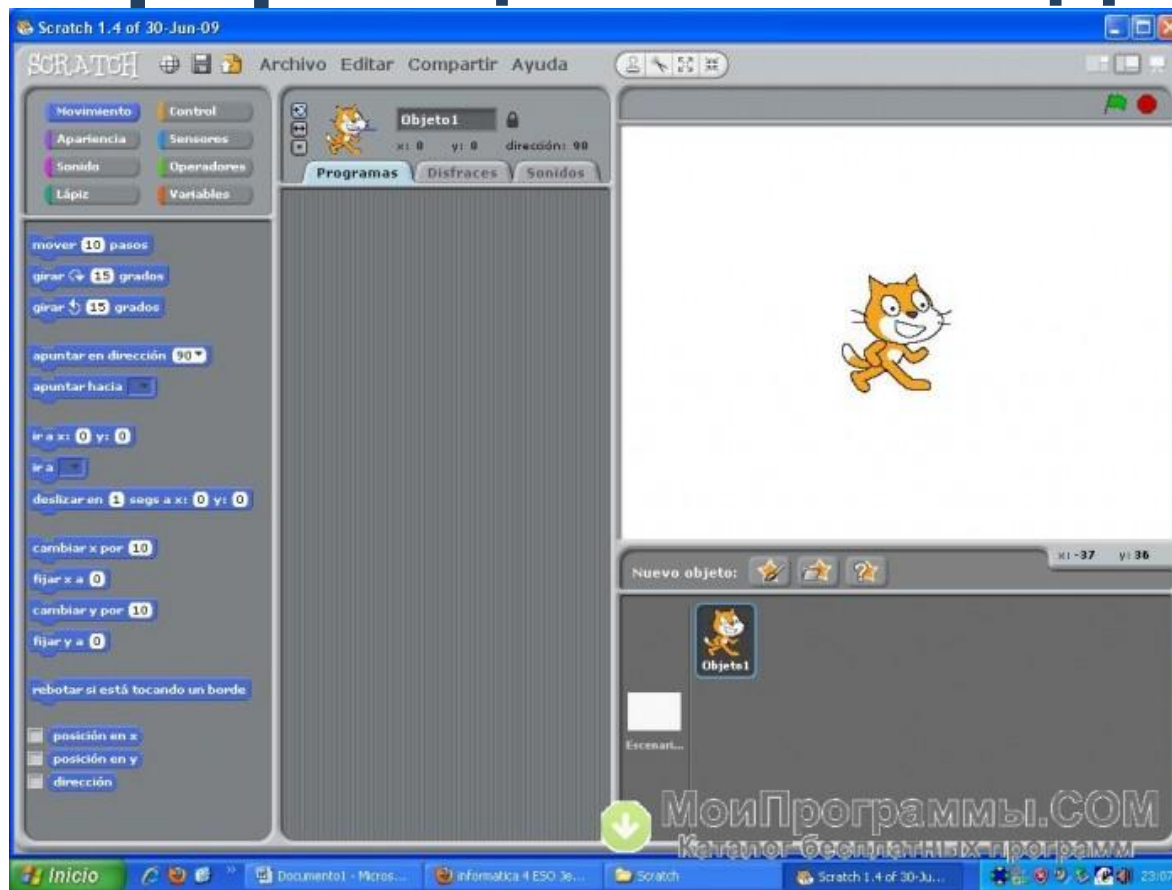 Scratch 1.4 of 30-Jun-09
SCRATCH Archivo Editar Compartir Ayuda
Movimiento Control
Apariencia Sensores
Sonido Operadores
Lápiz Variables
Objeto1
x: 0 y: 0 dirección: 90
Programas Disfraces Sonidos
mover 10 pasos
girar 15 grados
girar 15 grados
apuntar en dirección 90
apuntar hacia
ir a x: 0 y: 0
ir a
deslizar en 1 segs a x: 0 y: 0
cambiar x por 10
fijar x a 0
cambiar y por 10
fijar y a 0
rebotar si está tocando un borde
posición en x
posición en y
dirección
x: -37 y: 36
Nuevo objeto:
Objeto1
Escenari...
МоиПрограммы.COM
Каталог бесплатных программ
Inicio Documento1 - Micros... informatica 4 ESO Je... Scratch Scratch 1.4 of 30-Ju...